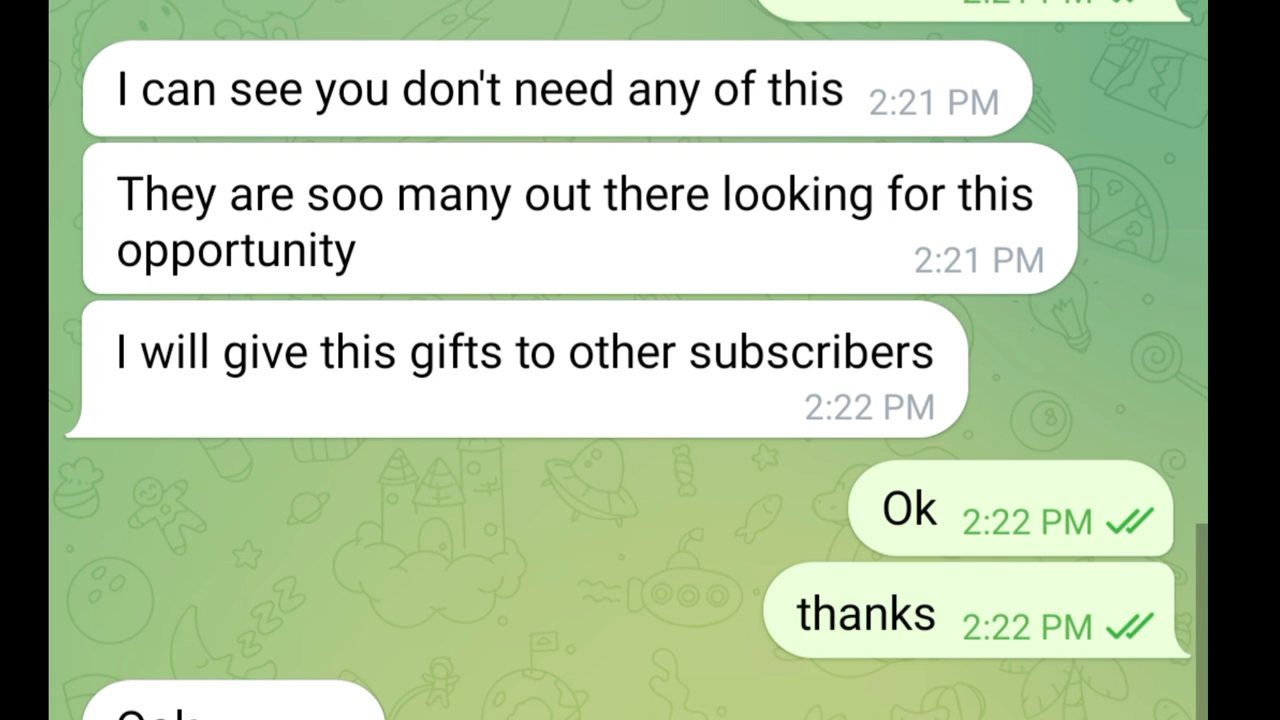 I can see you don't need any of this 2:21 PM
They are soo many out there looking for this
opportunity 2:21 PM
I will give this gifts to other subscribers
2:22 PM
Ok 2:22 PM
thanks 2:22 PM